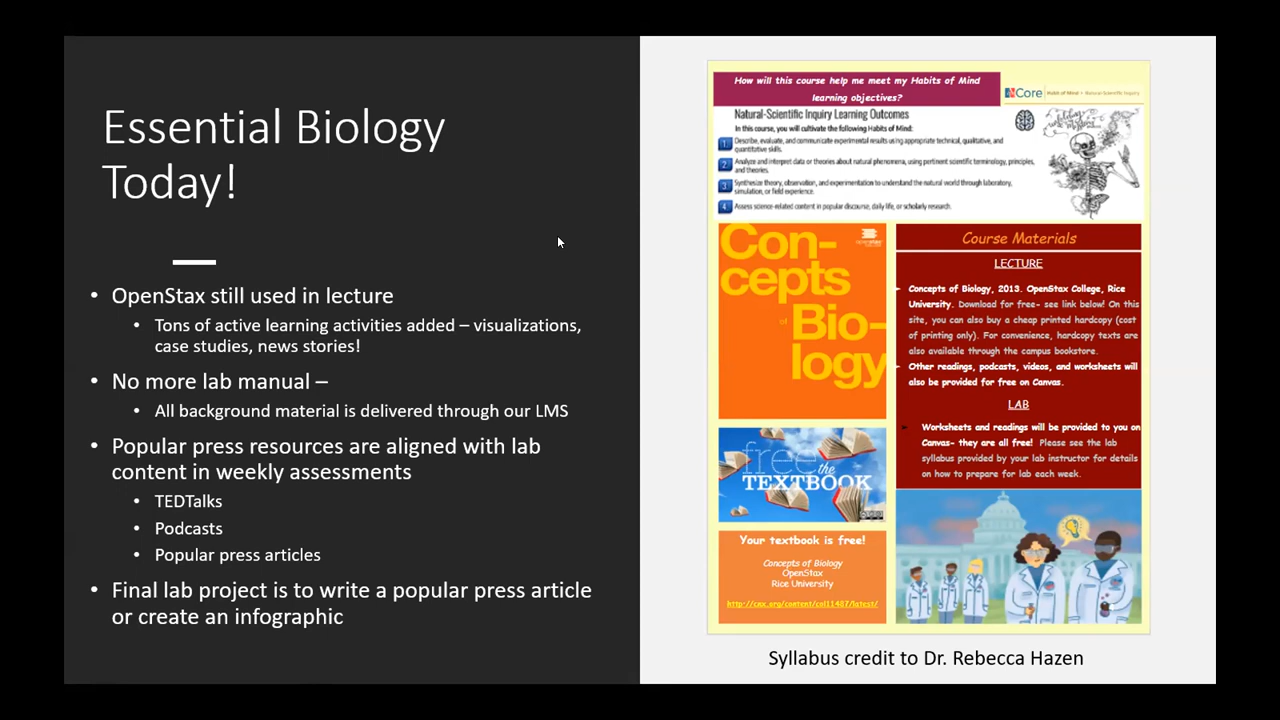 Essential Biology
Today!
• OpenStax still used in lecture
• Tons of active learning activities added – visualizations,
case studies, news stories!
• No more lab manual –
• All background material is delivered through our LMS
• Popular press resources are aligned with lab
content in weekly assessments
• TEDTalks
• Podcasts
• Popular press articles
• Final lab project is to write a popular press article
or create an infographic
How will this course help me meet my Habits of Mind
learning objectives?
Core Habit of Mind • Natural-Scientific Inquiry
Natural-Scientific Inquiry Learning Outcomes
In this course, you will cultivate the following Habits of Mind:
1. Describe, evaluate, and communicate experimental results using appropriate technical, qualitative, and
quantitative skills.
2. Analyze and interpret data or theories about natural phenomena, using pertinent scientific terminology, principles,
and theories.
3. Synthesize theory, observation, and experimentation to understand the natural world through laboratory,
simulation, or field experience.
4. Assess science-related content in popular discourse, daily life, or scholarly research.
Con-
cepts
of Bio-
logy
openstax
Course Materials
LECTURE
Concepts of Biology, 2013. OpenStax College, Rice
University. Download for free- see link below! On this
site, you can also buy a cheap printed hardcopy (cost
of printing only). For convenience, hardcopy texts are
also available through the campus bookstore.
Other readings, podcasts, videos, and worksheets will
also be provided for free on Canvas.
LAB
Worksheets and readings will be provided to you on
Canvas- they are all free! Please see the lab
syllabus provided by your lab instructor for details
on how to prepare for lab each week.
free the
TEXTBOOK
Your textbook is free!
Concepts of Biology
OpenStax
Rice University
http://cnx.org/content/col11487/latest/
Syllabus credit to Dr. Rebecca Hazen